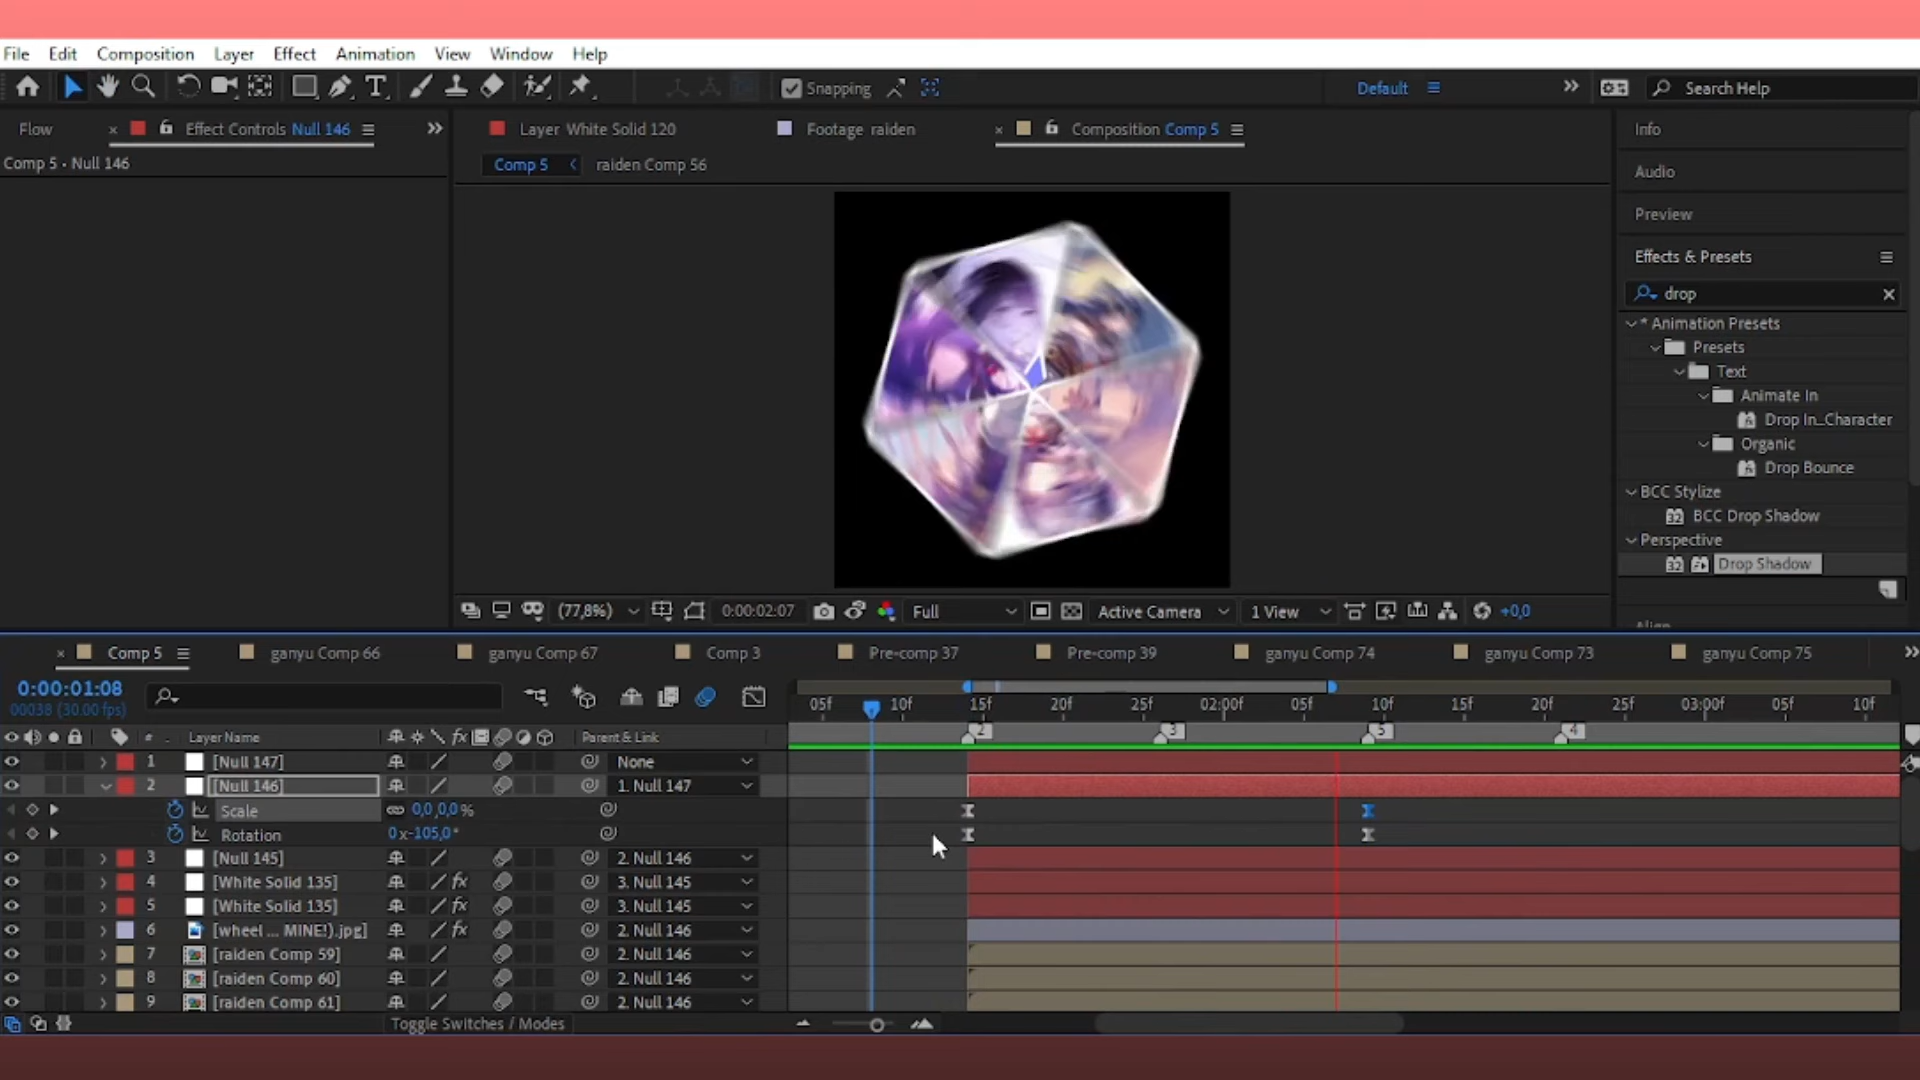 File Edit Composition Layer Effect Animation View Window Help
Snapping Default Search Help
Flow × Effect Controls Null 146
Layer White Solid 120 Footage raiden × Composition Comp 5
Comp 5 · Null 146
Comp 5 raiden Comp 56
Info
Audio
Preview
Effects & Presets
drop
* Animation Presets
Presets
Text
Animate In
Drop In_Character
Organic
Drop Bounce
BCC Stylize
32 BCC Drop Shadow
Perspective
32 Drop Shadow
(77,8%) 0:00:02:07 Full Active Camera 1 View +0,0
× Comp 5 ganyu Comp 66 ganyu Comp 67 Comp 3 Pre-comp 37 Pre-comp 39 ganyu Comp 74 ganyu Comp 73 ganyu Comp 75
0:00:01:08
00038 (30.00 fps)
05f 10f 15f 20f 25f 02:00f 05f 10f 15f 20f 25f 03:00f 05f 10f
# Layer Name fx Parent & Link
2 3 5 4
1 [Null 147] None
2 [Null 146] 1. Null 147
Scale 0,0,0,0 %
Rotation 0x-105,0°
3 [Null 145] 2. Null 146
4 [White Solid 135] fx 3. Null 145
5 [White Solid 135] fx 3. Null 145
6 [wheel ... MINE!).jpg] fx 2. Null 146
7 [raiden Comp 59] 2. Null 146
8 [raiden Comp 60] 2. Null 146
9 [raiden Comp 61] 2. Null 146
Toggle Switches / Modes